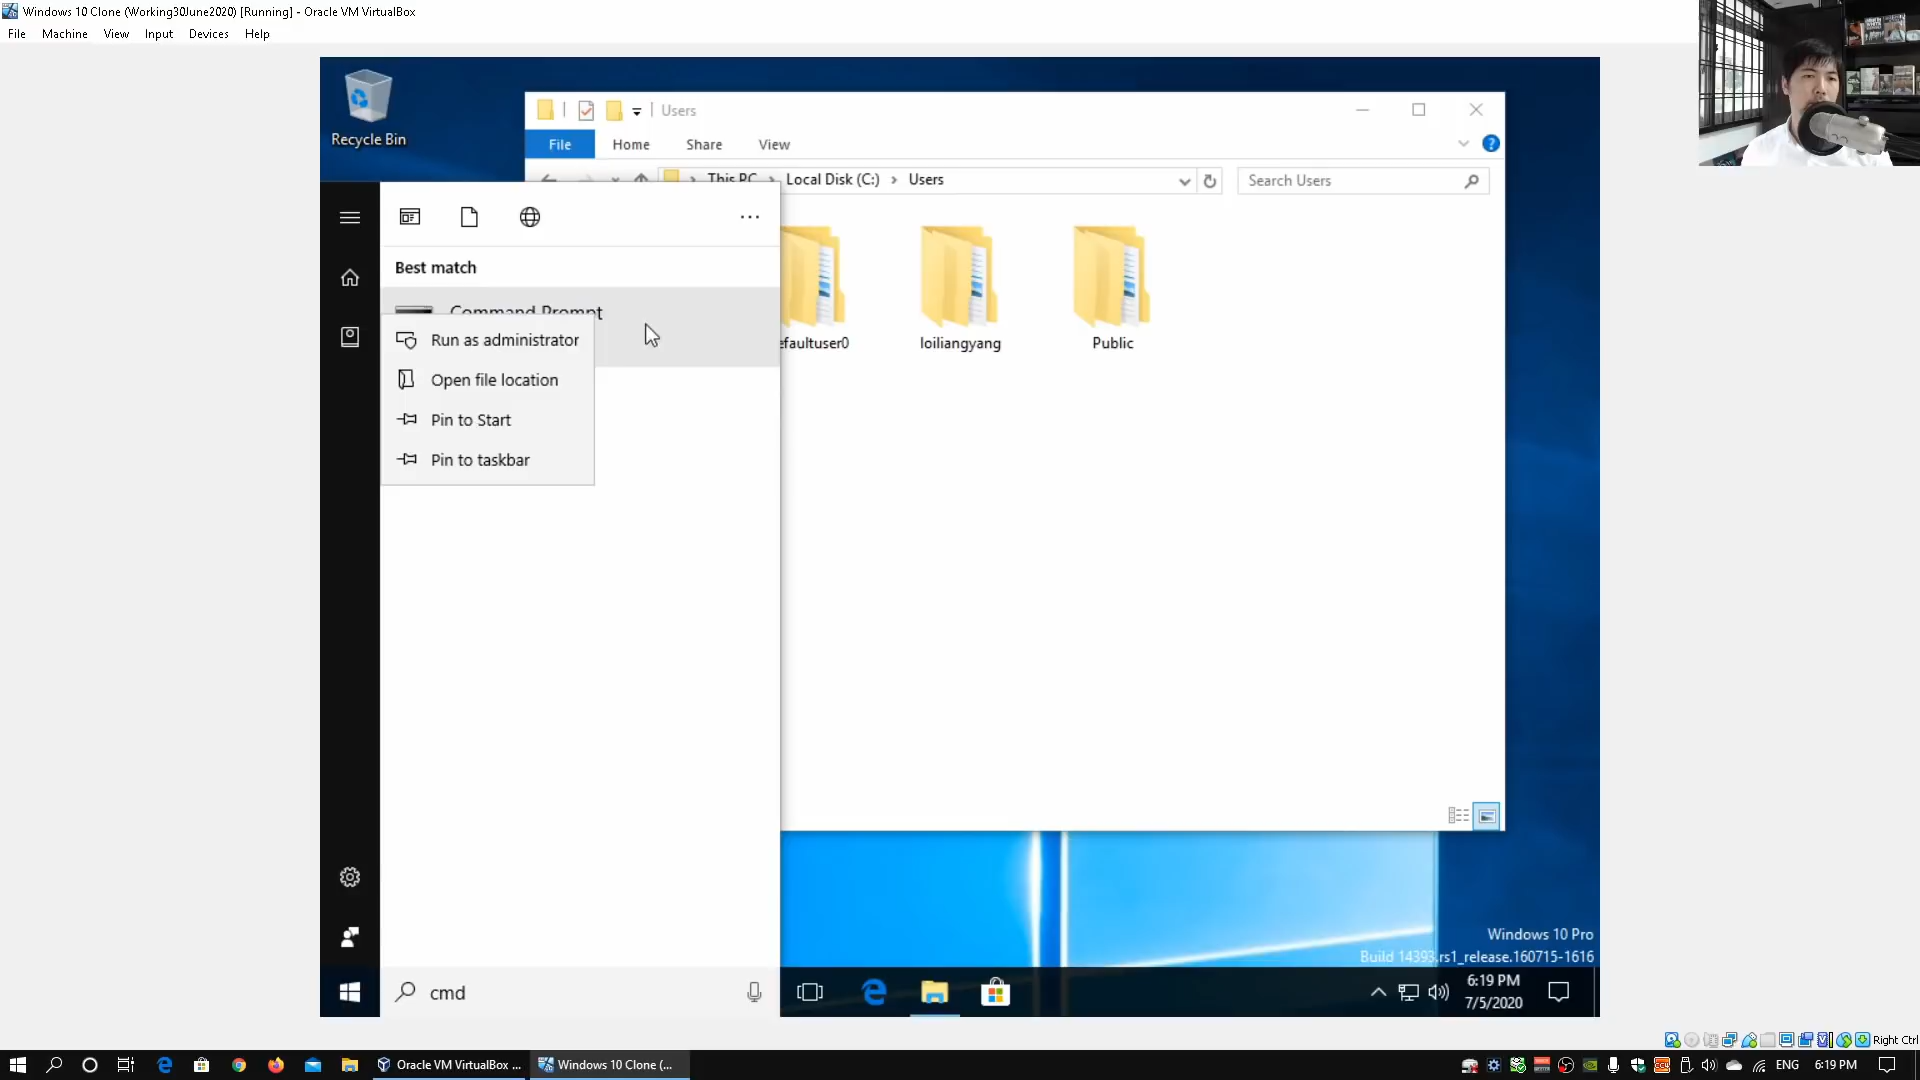 Windows 10 Clone (Working30June2020) [Running] - Oracle VM VirtualBox
File Machine View Input Devices Help
Recycle Bin
Users
File Home Share View
This PC Local Disk (C:) Users
Search Users
Best match
Command Prompt
Run as administrator
Open file location
Pin to Start
Pin to taskbar
efaultuser0
loiliangyang
Public
Windows 10 Pro
Build 14393.rs1_release.160715-1616
cmd
6:19 PM
7/5/2020
Right Ctrl
Oracle VM VirtualBox ...
Windows 10 Clone (...
ENG
6:19 PM